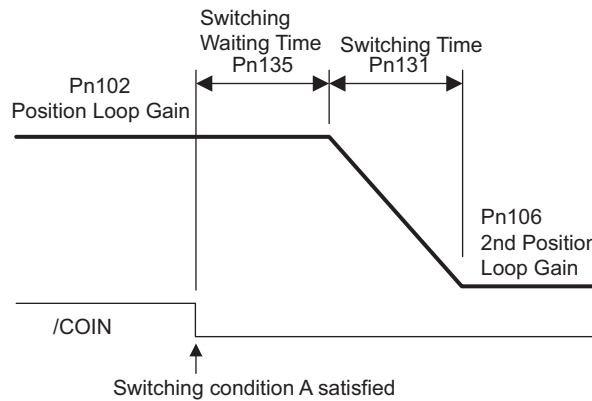 Switching
Waiting Time
Pn135
Switching Time
Pn131
Pn102
Position Loop Gain
Pn106
2nd Position
Loop Gain
/COIN
Switching condition A satisfied